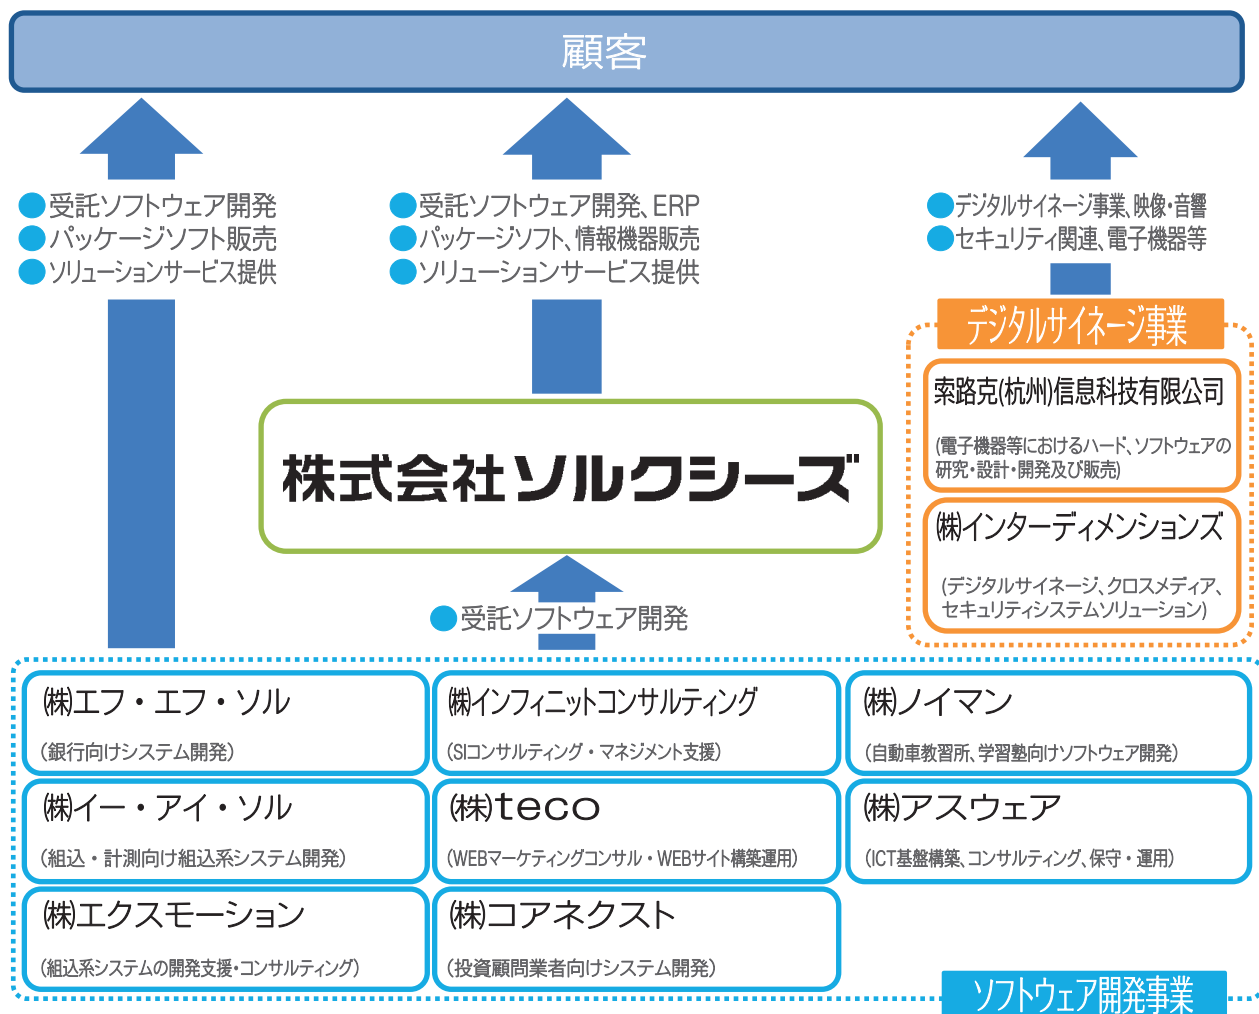 顧客
●受託ソフトウェア開発
●パッケージソフト販売
●ソリューションサービス提供
●受託ソフトウェア開発、ERP
●パッケージソフト、情報機器販売
●ソリューションサービス提供
●デジタルサイネージ事業、映像・音響
●セキュリティ関連、電子機器等
デジタルサイネージ事業
索路克(杭州)信息科技有限公司
(電子機器等におけるハード、ソフトウェアの
研究・設計・開発及び販売)
㈱インターディメンションズ
(デジタルサイネージ、クロスメディア、
セキュリティシステムソリューション)
株式会社ソルクシーズ
●受託ソフトウェア開発
㈱エフ・エフ・ソル
(銀行向けシステム開発)
㈱インフィニットコンサルティング
(SIコンサルティング・マネジメント支援)
㈱ノイマン
(自動車教習所、学習塾向けソフトウェア開発)
㈱イー・アイ・ソル
(組込・計測向け組込系システム開発)
㈱teco
(WEBマーケティングコンサル・WEBサイト構築運用)
㈱アスウェア
(ICT基盤構築、コンサルティング、保守・運用)
㈱エクスモーション
(組込系システムの開発支援・コンサルティング)
㈱コアネクスト
(投資顧問業者向けシステム開発)
ソフトウェア開発事業